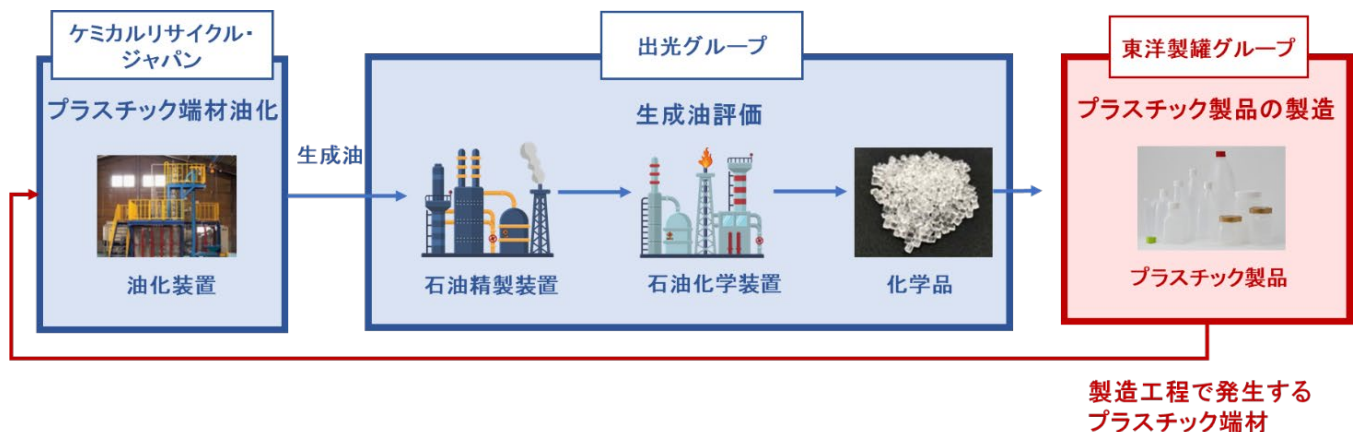 ケミカルリサイクル・
ジャパン
プラスチック端材油化
油化装置
生成油
出光グループ
生成油評価
石油精製装置
石油化学装置
化学品
東洋製罐グループ
プラスチック製品の製造
プラスチック製品
製造工程で発生する
プラスチック端材